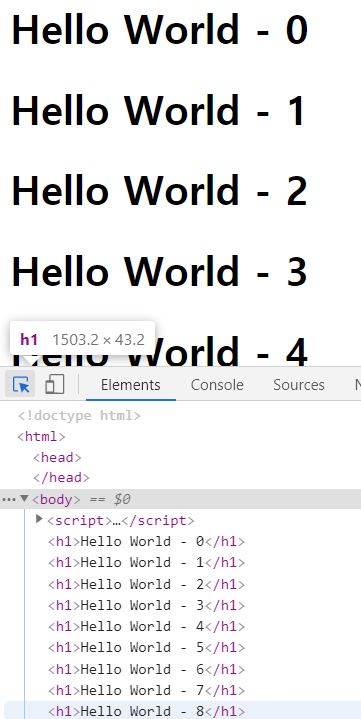 Hello World - 0
Hello World - 1
Hello World - 2
Hello World - 3
Hello World - 4
h1 1503.2 × 43.2
Elements Console Sources N
<!doctype html>
<html>
<head>
</head>
<body> == $0
<script>…</script>
<h1>Hello World - 0</h1>
<h1>Hello World - 1</h1>
<h1>Hello World - 2</h1>
<h1>Hello World - 3</h1>
<h1>Hello World - 4</h1>
<h1>Hello World - 5</h1>
<h1>Hello World - 6</h1>
<h1>Hello World - 7</h1>
<h1>Hello World - 8</h1>